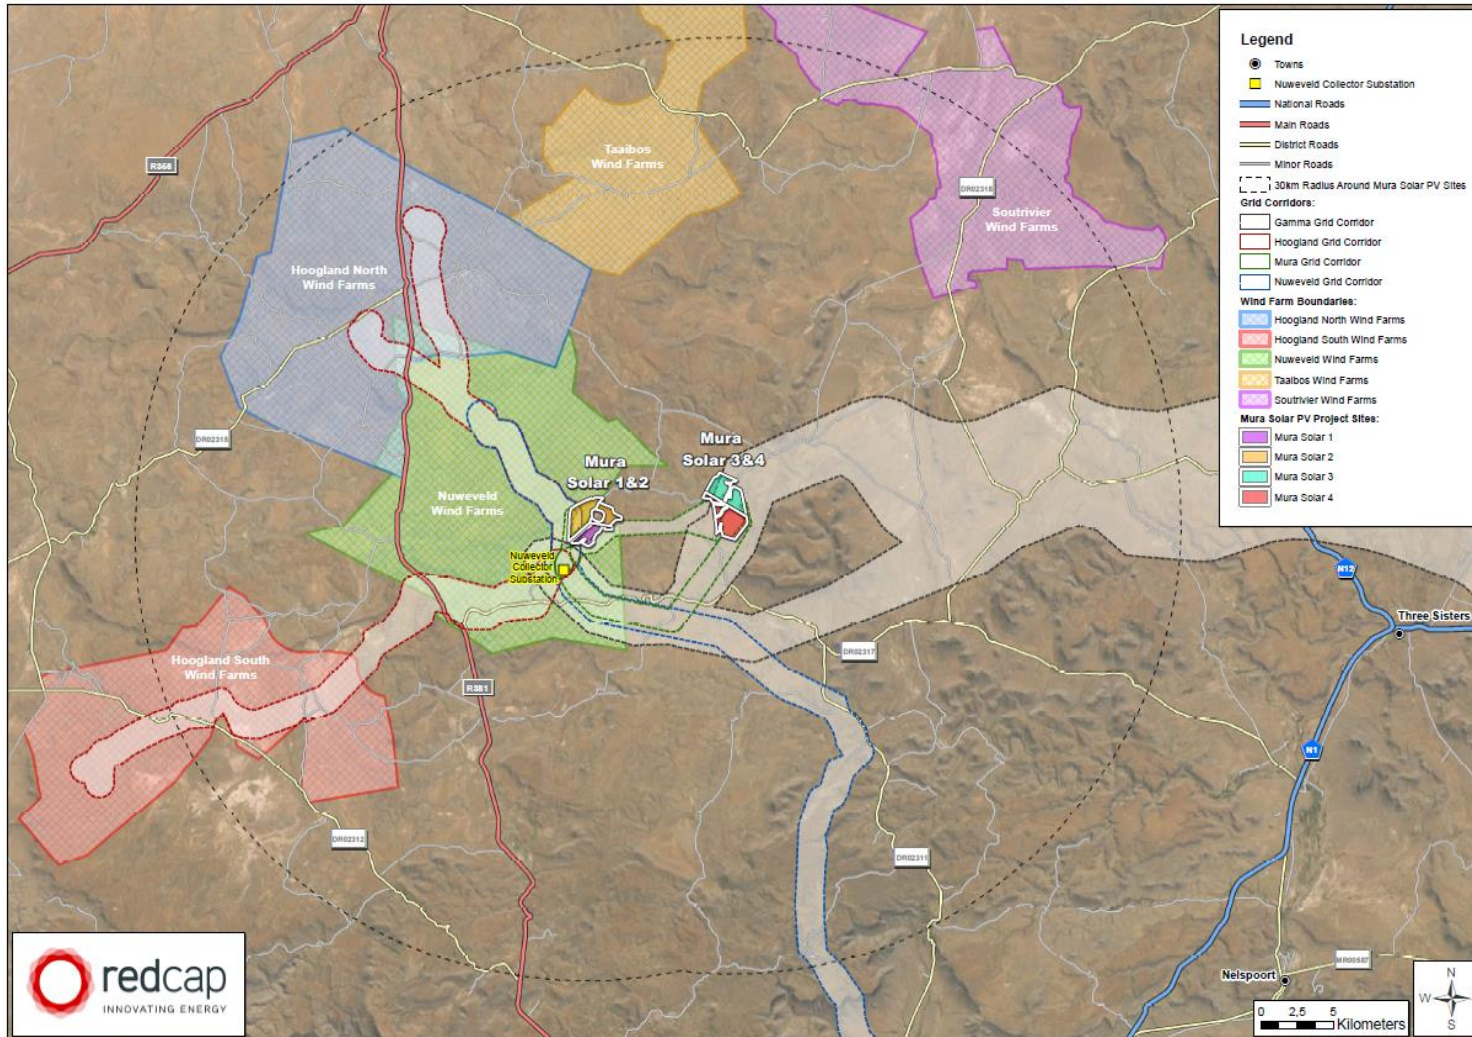 R356
Taaibos
Wind Farms
DR02318
Soutrivier
Wind Farms
Hoogland North
Wind Farms
DR02315
Mura
Solar 3&4
Mura
Solar 1&2
Nuweveld
Wind Farms
Nuweveld
Collector
Substation
Hoogland South
Wind Farms
R381
DR02317
DR02312
DR02311
N12
Three Sisters
N1
Nelspoort
MR00587
Legend
Towns
Nuweveld Collector Substation
National Roads
Main Roads
District Roads
Minor Roads
30km Radius Around Mura Solar PV Sites
Grid Corridors:
Gamma Grid Corridor
Hoogland Grid Corridor
Mura Grid Corridor
Nuweveld Grid Corridor
Wind Farm Boundaries:
Hoogland North Wind Farms
Hoogland South Wind Farms
Nuweveld Wind Farms
Taaibos Wind Farms
Soutrivier Wind Farms
Mura Solar PV Project Sites:
Mura Solar 1
Mura Solar 2
Mura Solar 3
Mura Solar 4
redcap
INNOVATING ENERGY
0 2,5 5
Kilometers
N
W E
S